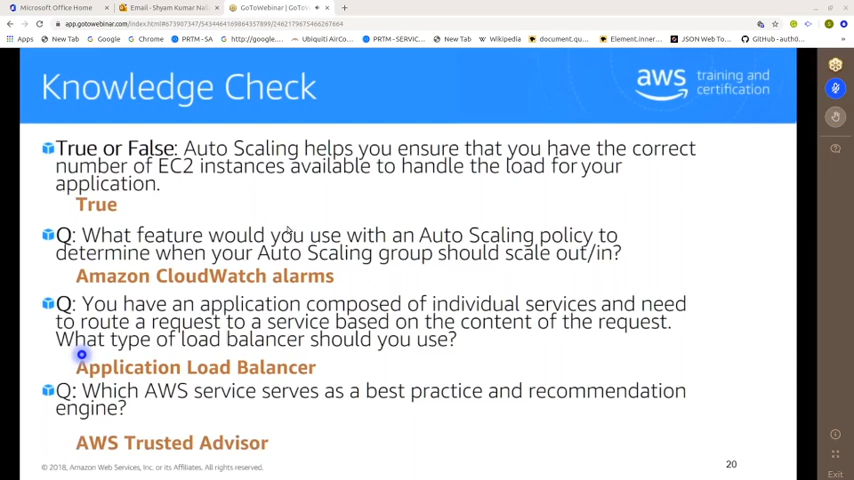 Microsoft Office Home
Email - Shyam Kumar Nal
GoToWebinar | GoTo
app.gotowebinar.com/index.html#673907347/5434464169864357899/2462179675466267664
Apps
New Tab
Google
Chrome
PRTM -SA
http://google....
Ubiquiti AirCo...
PRTM -SERVIC...
New Tab
Wikipedia
document.qu...
Element.inner...
JSON Web To...
GitHub - auth0...
Knowledge Check
aws training and
certification
True or False: Auto Scaling helps you ensure that you have the correct
number of EC2 instances available to handle the load for your
application.
True
Q: What feature would you use with an Auto Scaling policy to
determine when your Auto Scaling group should scale out/in?
Amazon CloudWatch alarms
Q: You have an application composed of individual services and need
to route a request to a service based on the content of the request.
What type of load balancer should you use?
Application Load Balancer
Q: Which AWS service serves as a best practice and recommendation
engine?
AWS Trusted Advisor
© 2018, Amazon Web Services, Inc. or its Affiliates. All rights reserved.
20
Exit